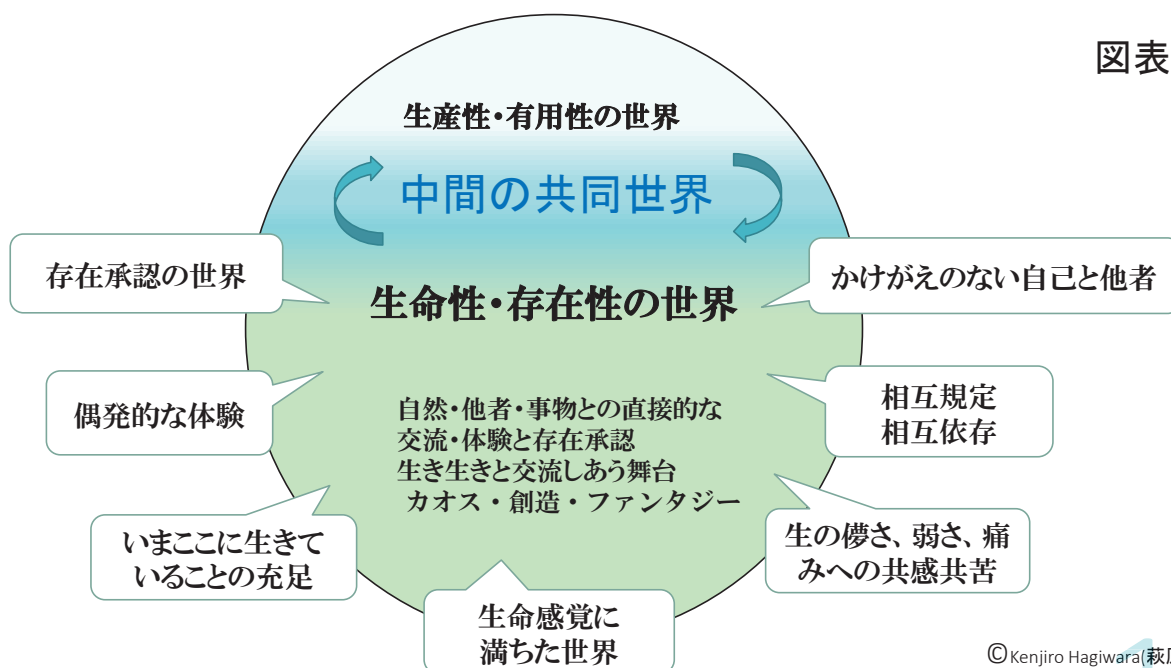 図表
生産性・有用性の世界
中間の共同世界
存在承認の世界
かけがえのない自己と他者
生命性・存在性の世界
偶発的な体験
相互規定
相互依存
自然・他者・事物との直接的な
交流・体験と存在承認
生き生きと交流しあう舞台
カオス・創造・ファンタジー
いまここに生きて
いることの充足
生の儚さ、弱さ、痛
みへの共感共苦
生命感覚に
満ちた世界
©Kenjiro Hagiwara(萩